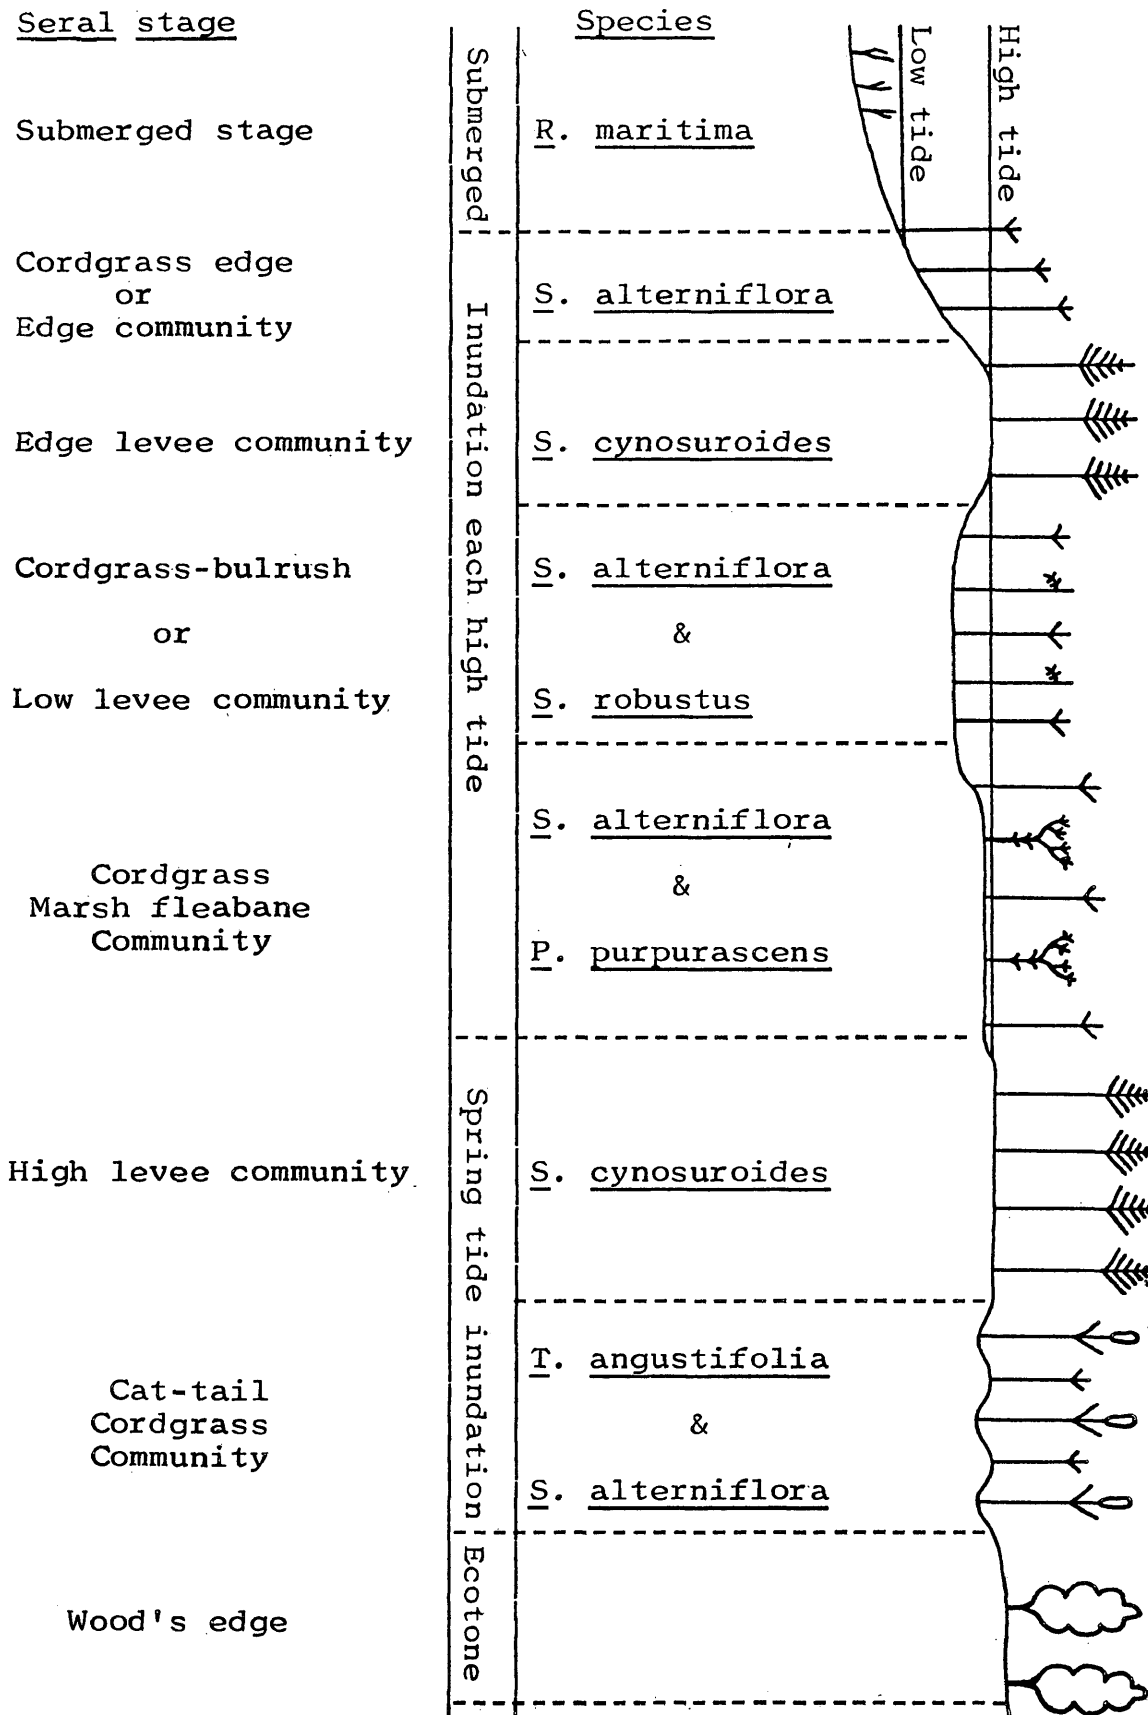 Seral stage
Species
Low tide
High tide
Submerged
Submerged stage
R. maritima
Cordgrass edge
or
Edge community
S. alterniflora
Inundation each high tide
Edge levee community
S. cynosuroides
Cordgrass-bulrush
or
Low levee community
S. alterniflora
&
S. robustus
Cordgrass
Marsh fleabane
Community
S. alterniflora
&
P. purpurascens
Spring tide inundation
High levee community
S. cynosuroides
Cat-tail
Cordgrass
Community
T. angustifolia
&
S. alterniflora
Ecotone
Wood's edge